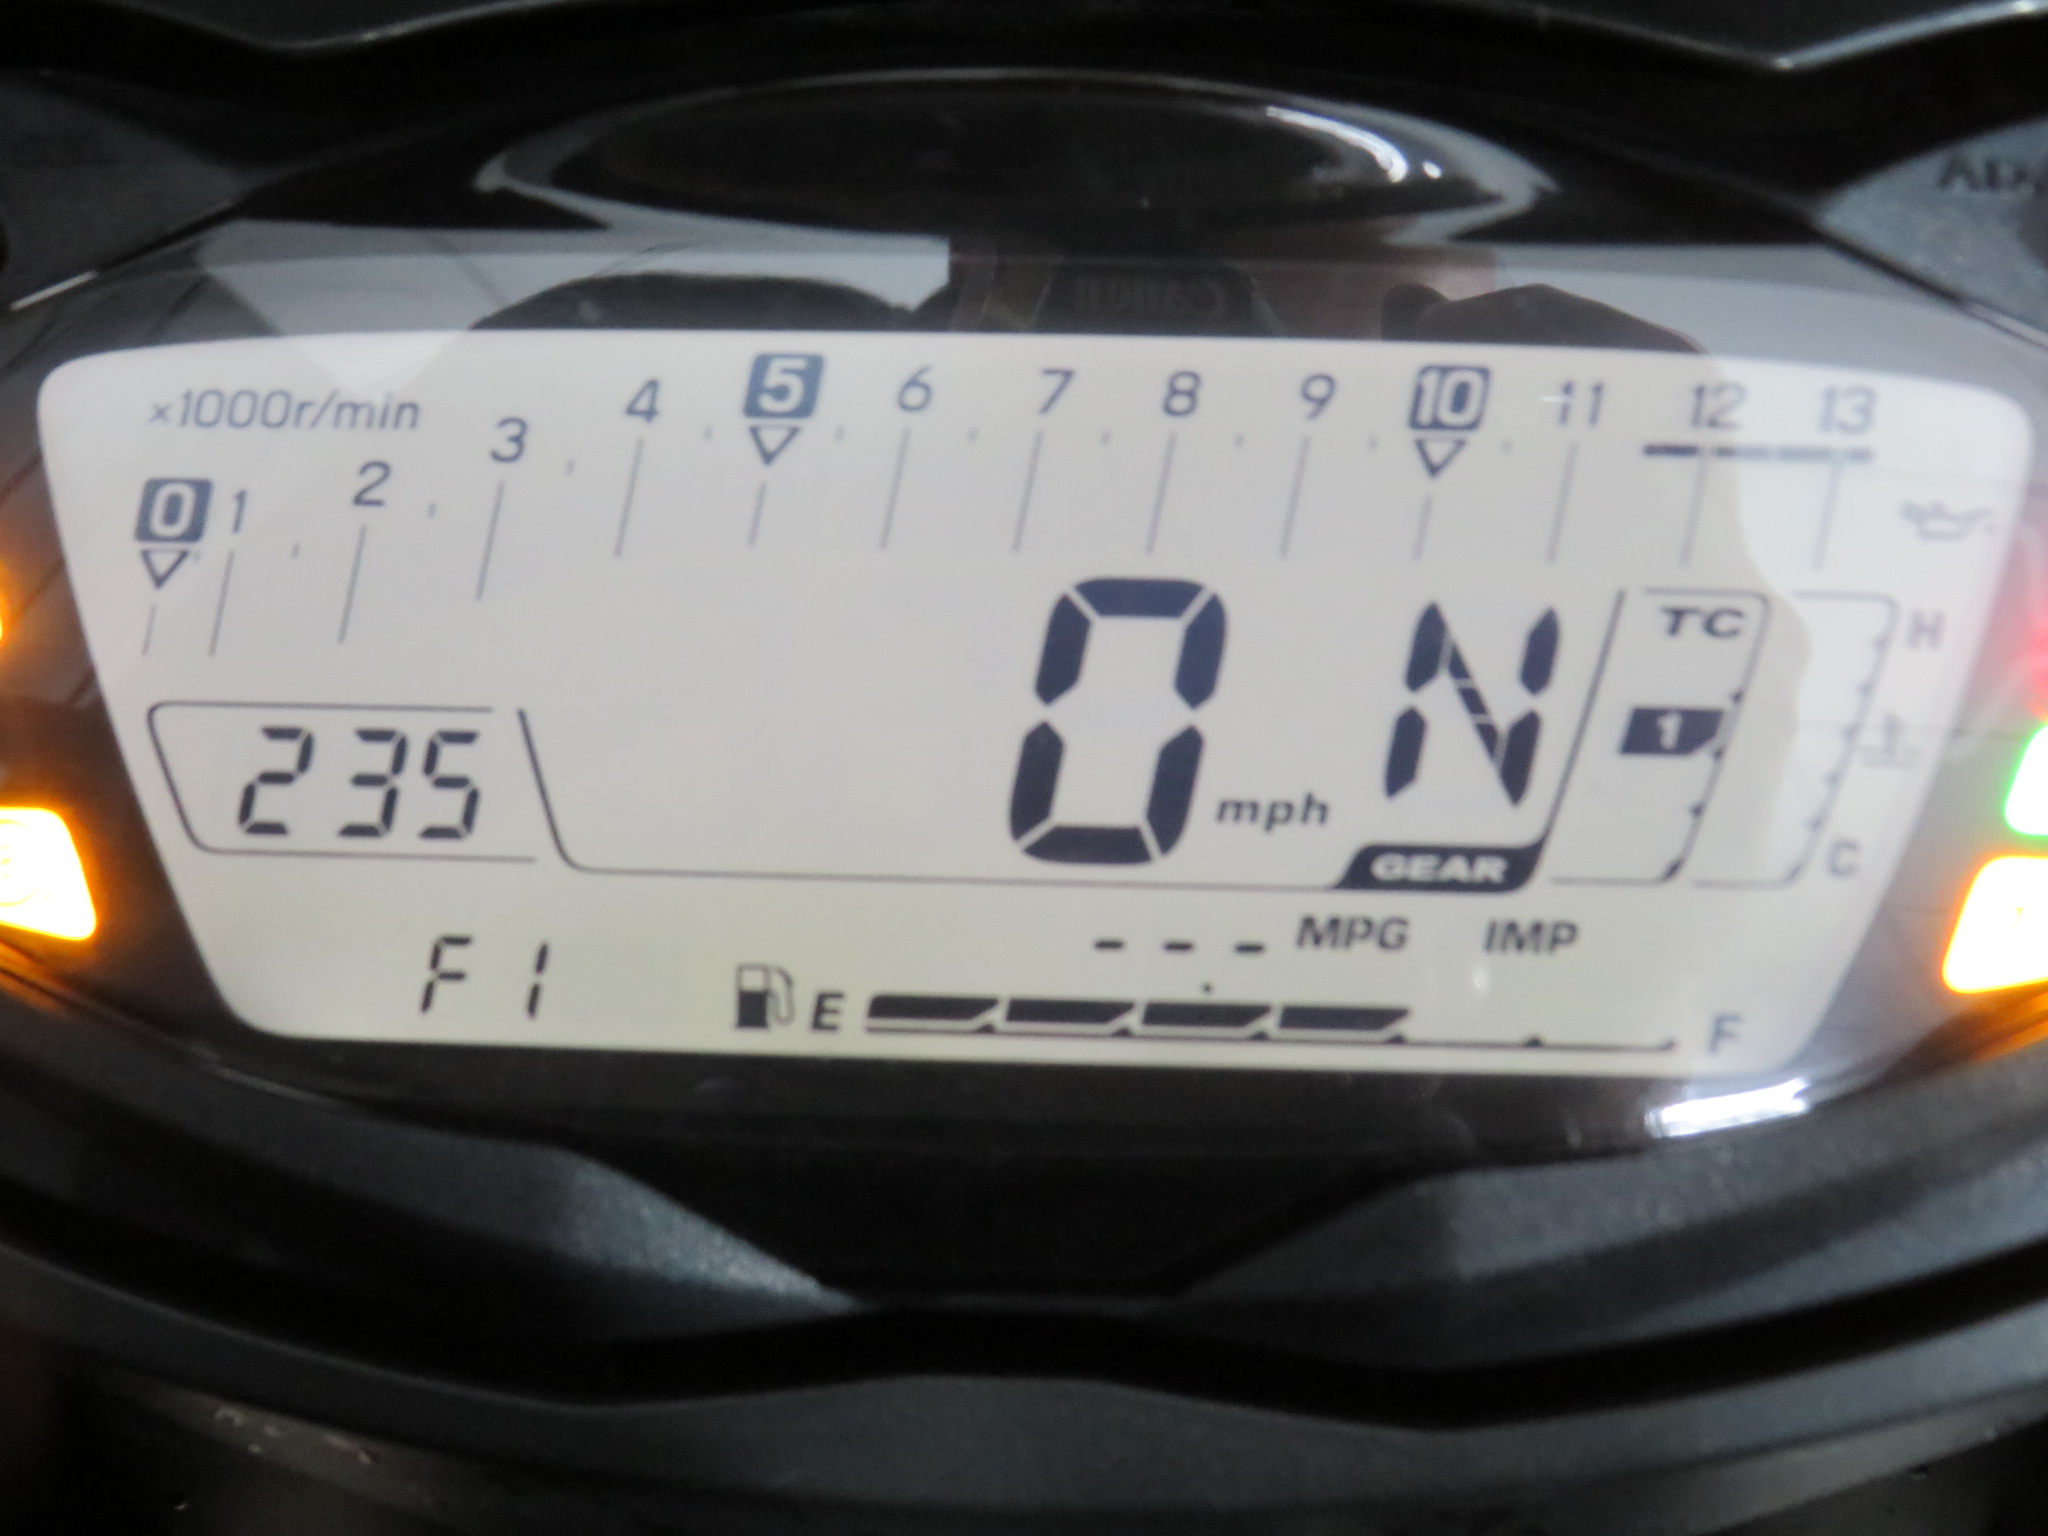 ×1000r/min
0 1 2 3 4 5 6 7 8 9 10 11 12 13
TC
H
1
235
0 mph N
GEAR
C
--- MPG IMP
F1
E F